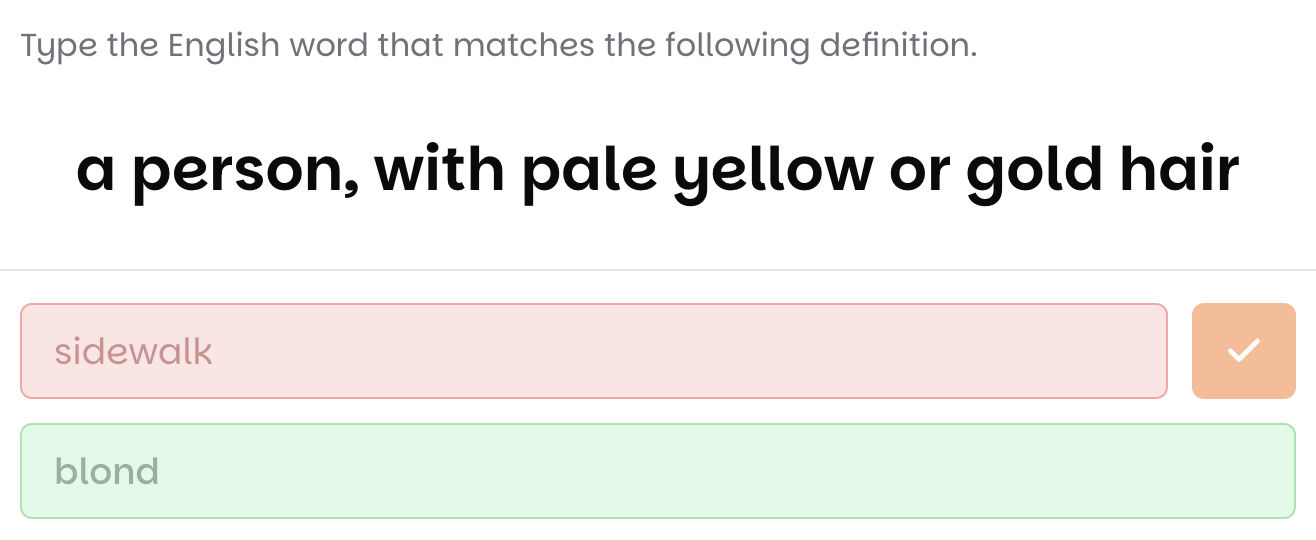 Type the English word that matches the following definition.
a person, with pale yellow or gold hair
sidewalk
blond